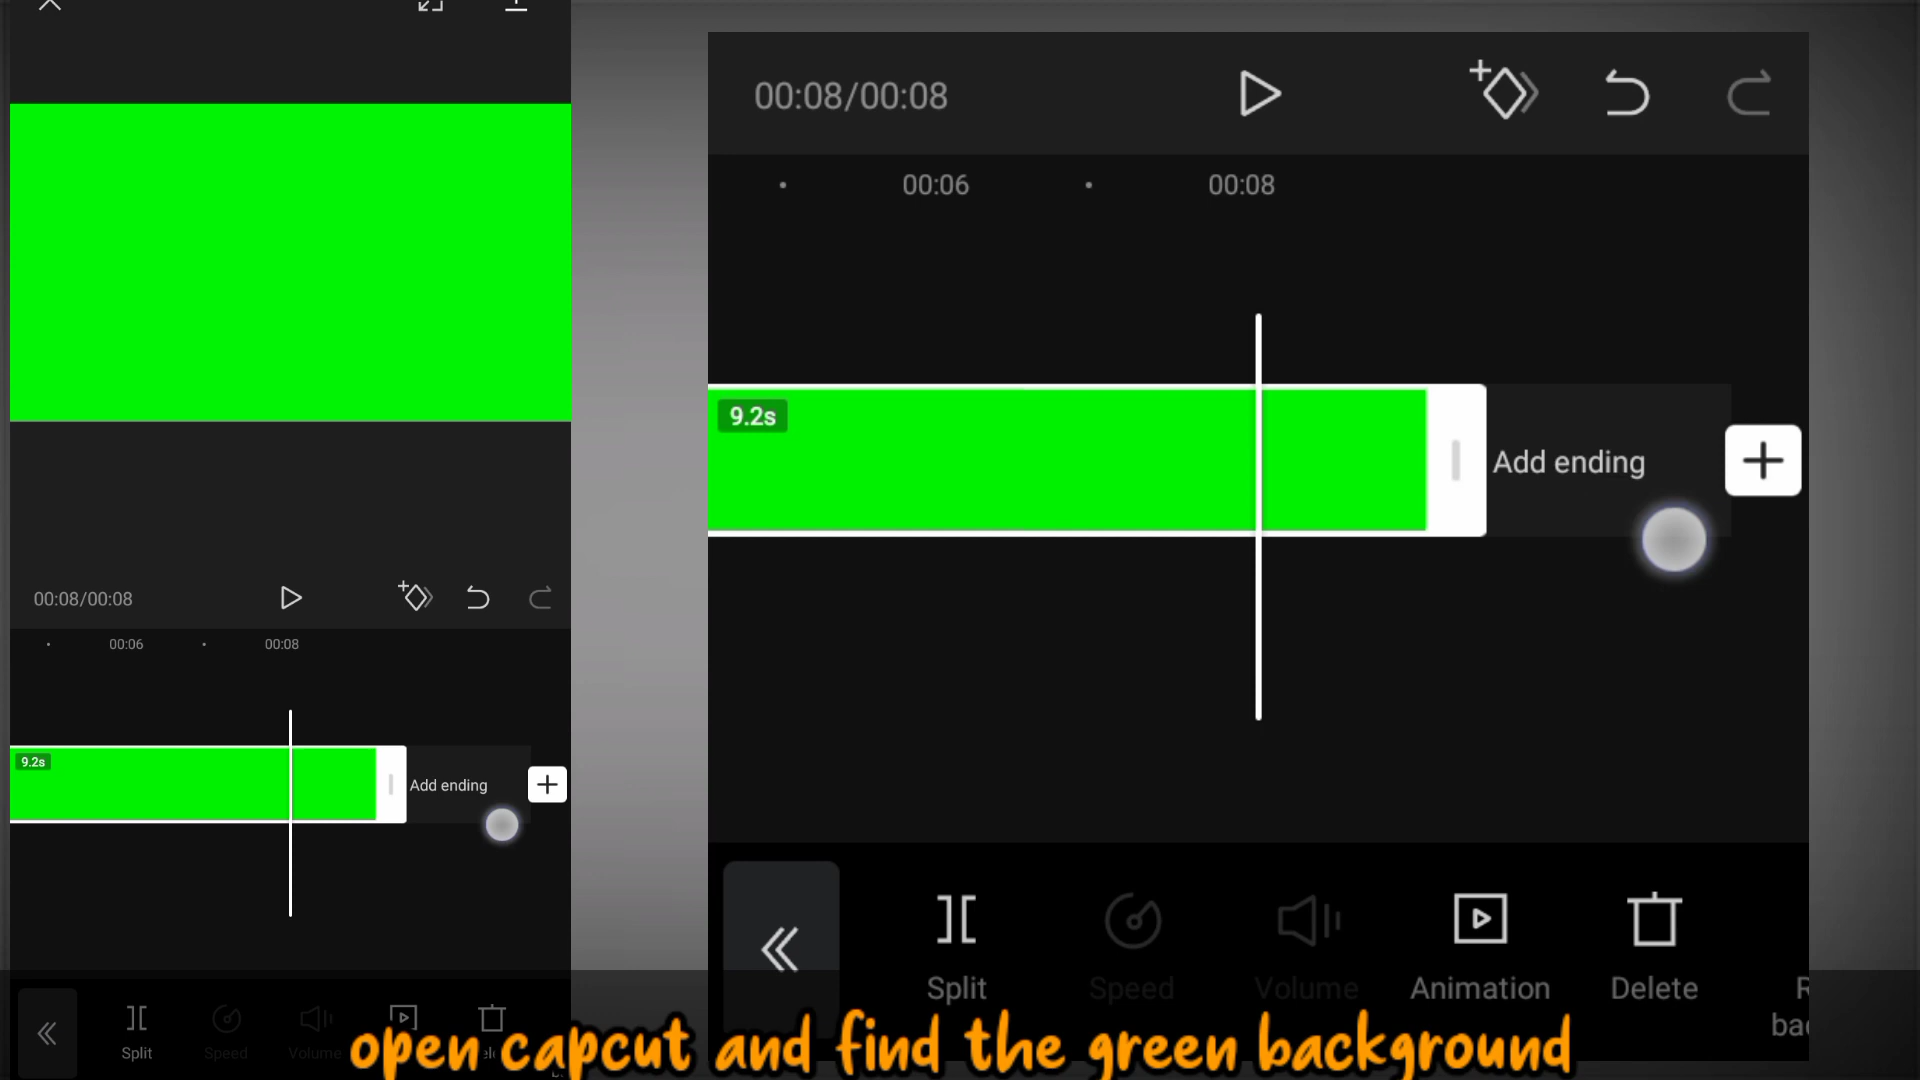 00:08/00:08
00:06
00:08
9.2s
Add ending
Split
Speed
Volume
00:08/00:08
00:06
00:08
9.2s
Add ending
Split
Speed
Volume
Animation
Delete
open capcut and find the green background